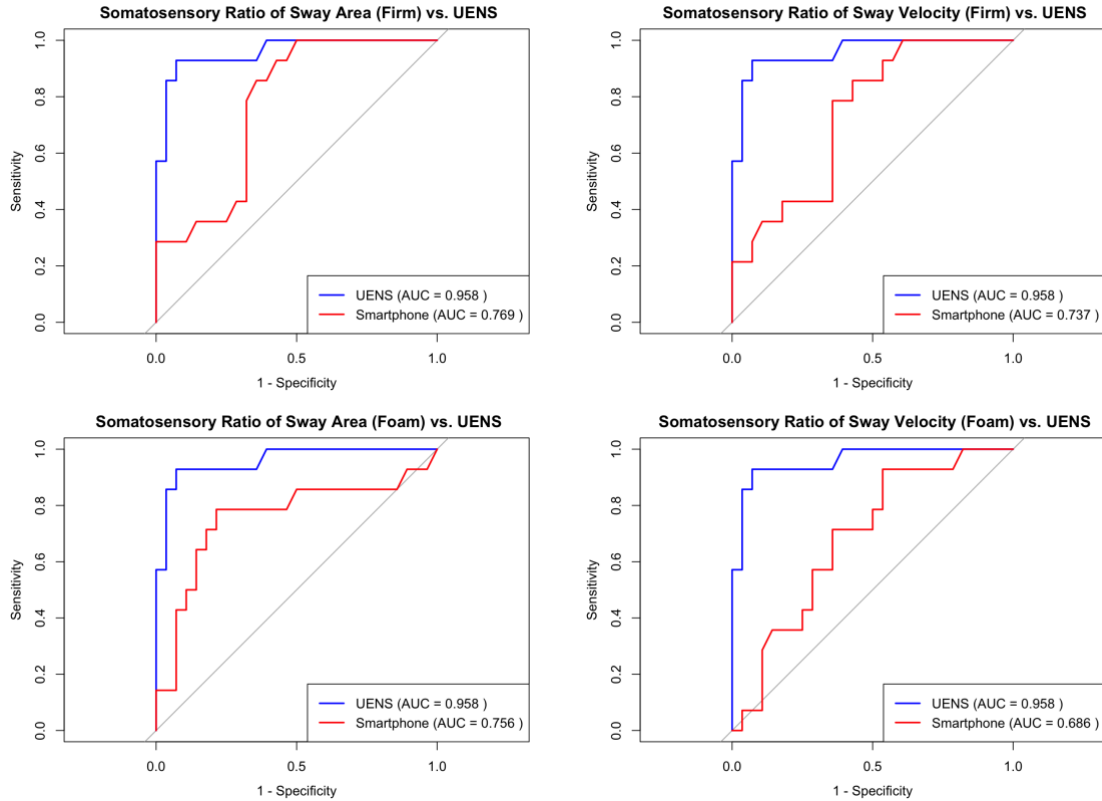 Somatosensory Ratio of Sway Area (Firm) vs. UENS
Sensitivity
1.0
0.8
0.6
0.4
0.2
0.0
UENS (AUC = 0.958 )
Smartphone (AUC = 0.769 )
0.0 0.5 1.0
1 - Specificity
Somatosensory Ratio of Sway Velocity (Firm) vs. UENS
Sensitivity
1.0
0.8
0.6
0.4
0.2
0.0
UENS (AUC = 0.958 )
Smartphone (AUC = 0.737 )
0.0 0.5 1.0
1 - Specificity
Somatosensory Ratio of Sway Area (Foam) vs. UENS
Sensitivity
1.0
0.8
0.6
0.4
0.2
0.0
UENS (AUC = 0.958 )
Smartphone (AUC = 0.756 )
0.0 0.5 1.0
1 - Specificity
Somatosensory Ratio of Sway Velocity (Foam) vs. UENS
Sensitivity
1.0
0.8
0.6
0.4
0.2
0.0
UENS (AUC = 0.958 )
Smartphone (AUC = 0.686 )
0.0 0.5 1.0
1 - Specificity